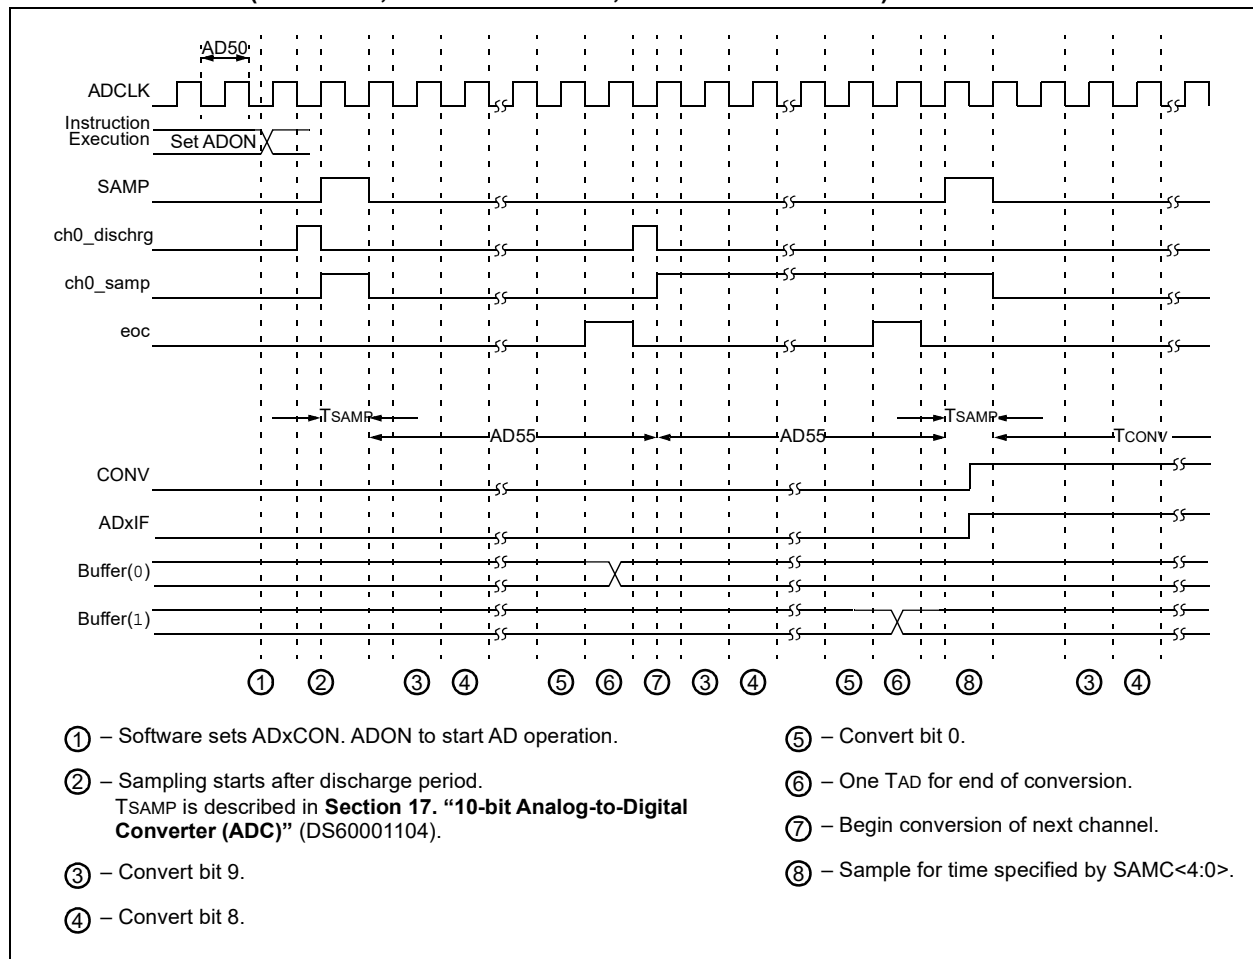 AD50
ADCLK
Instruction
Execution
Set ADON
SAMP
ch0_dischrg
ch0_samp
eoc
TSAMP
TSAMP
AD55
AD55
TCONV
CONV
ADxIF
Buffer(0)
Buffer(1)
1 2 3 4 5 6 7 3 4 5 6 8 3 4
1 – Software sets ADxCON. ADON to start AD operation.
2 – Sampling starts after discharge period.
TSAMP is described in Section 17. “10-bit Analog-to-Digital
Converter (ADC)” (DS60001104).
3 – Convert bit 9.
4 – Convert bit 8.
5 – Convert bit 0.
6 – One TAD for end of conversion.
7 – Begin conversion of next channel.
8 – Sample for time specified by SAMC<4:0>.